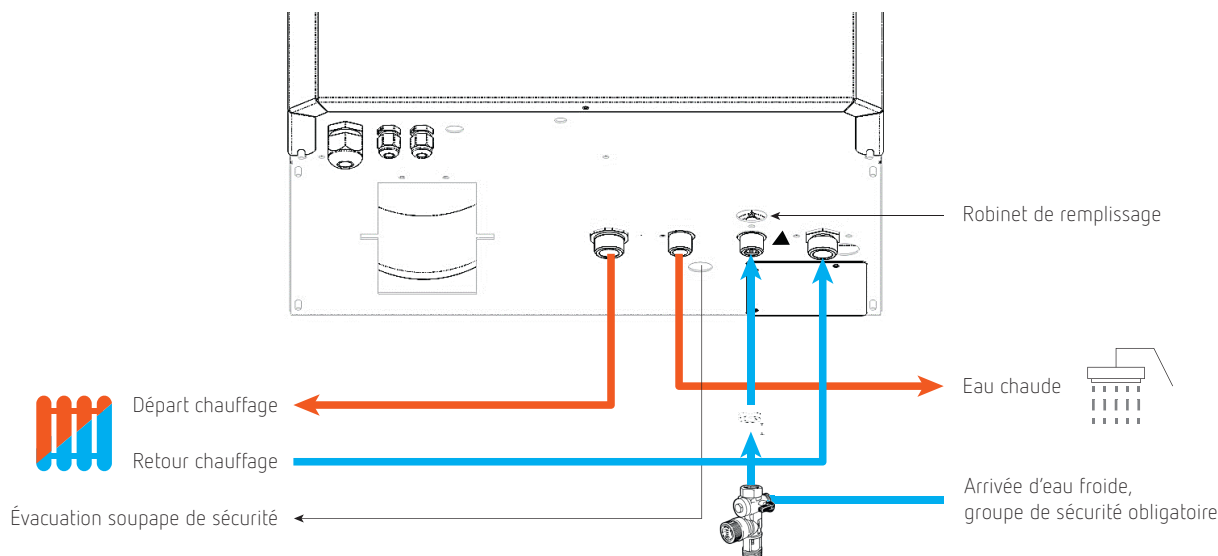 Robinet de remplissage
Départ chauffage
Eau chaude
Retour chauffage
Évacuation soupape de sécurité
Arrivée d'eau froide,
groupe de sécurité obligatoire